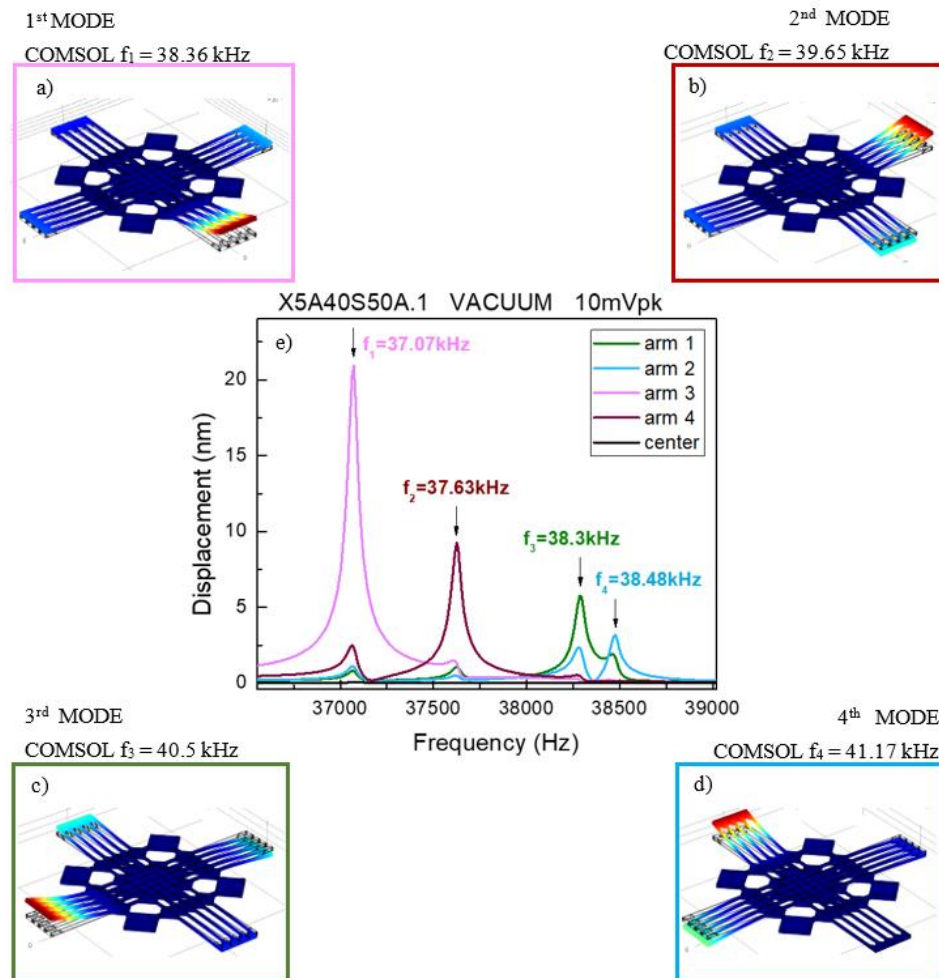 1st MODE
COMSOL f1 = 38.36 kHz
a)
2nd MODE
COMSOL f2 = 39.65 kHz
b)
X5A40S50A.1 VACUUM 10mVpk
e)
f1=37.07kHz
f2=37.63kHz
f3=38.3kHz
f4=38.48kHz
arm 1
arm 2
arm 3
arm 4
center
Displacement (nm)
20
15
10
5
0
37000 37500 38000 38500 39000
Frequency (Hz)
3rd MODE
COMSOL f3 = 40.5 kHz
c)
4th MODE
COMSOL f4 = 41.17 kHz
d)